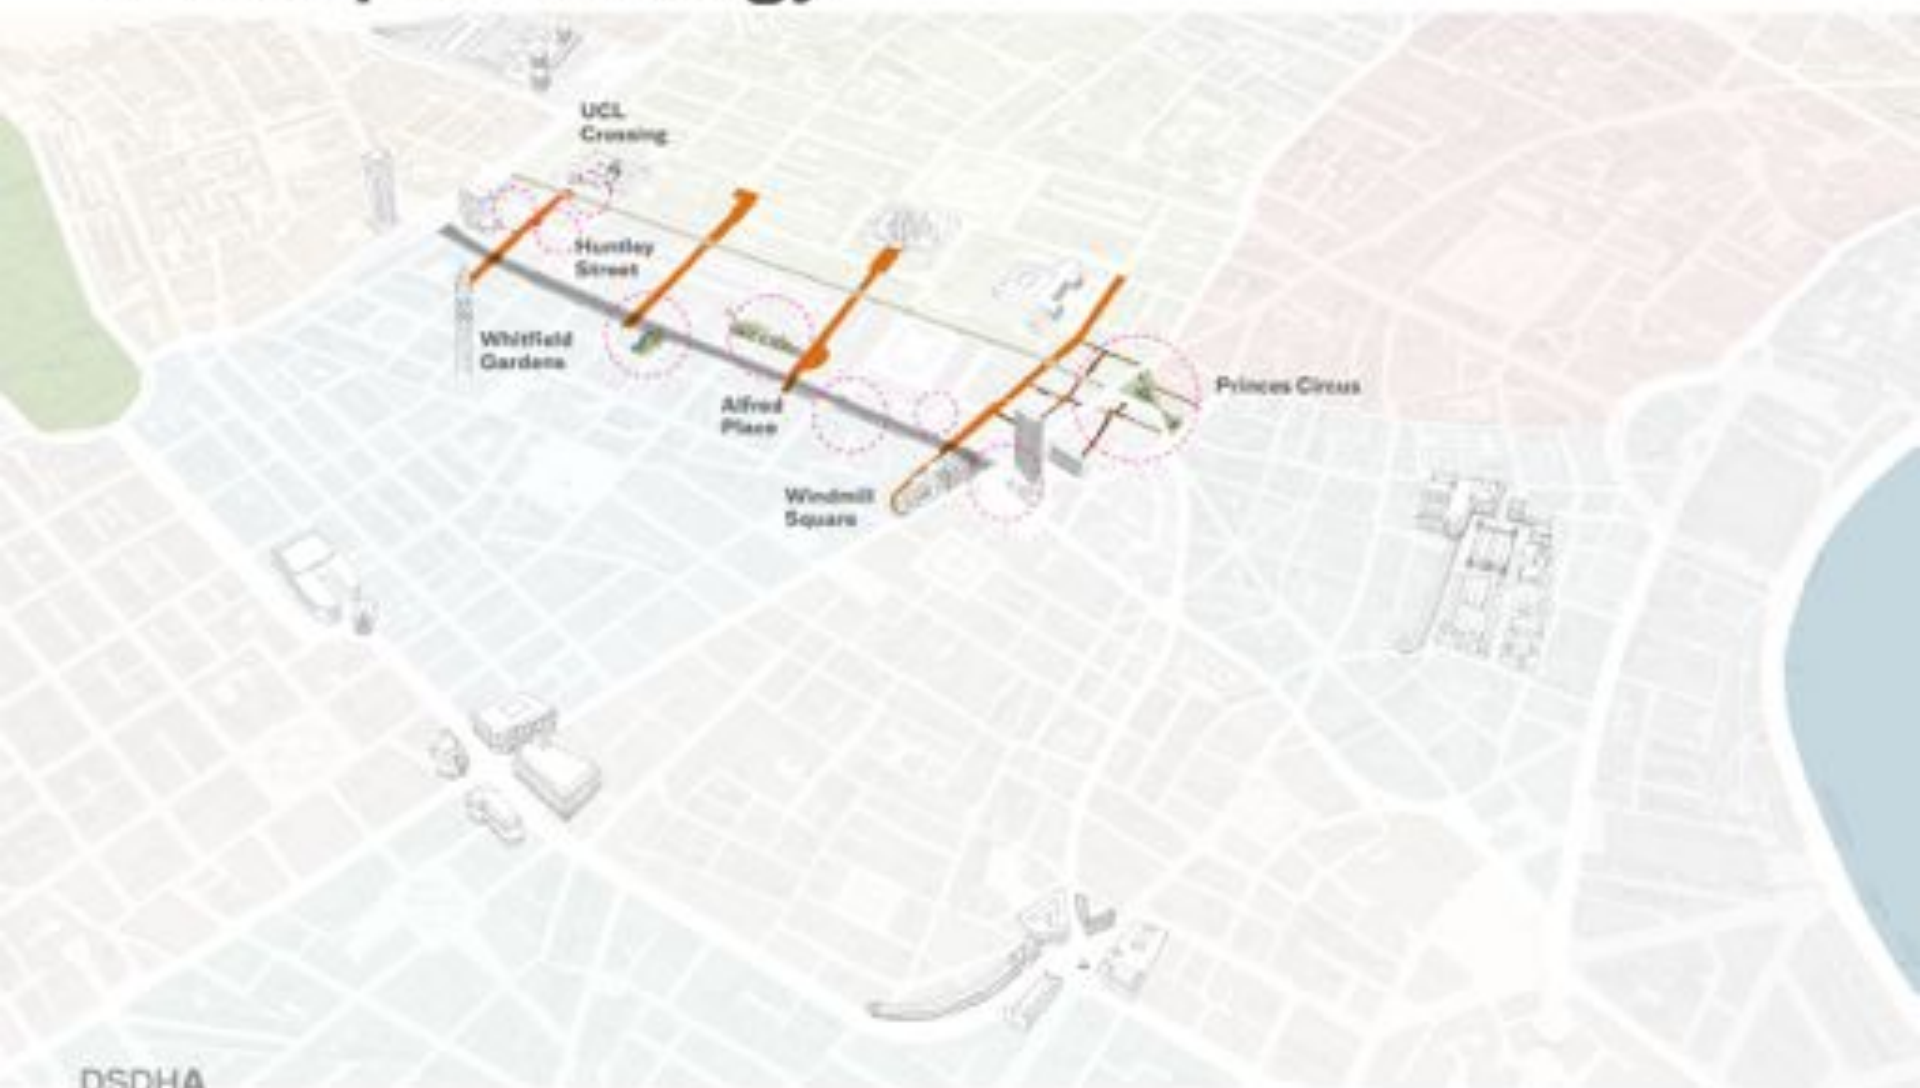 UCL
Crossing
Huntley
Street
Whitfield
Gardens
Princes Circus
Alfred
Place
Windmill
Square
DSDHA